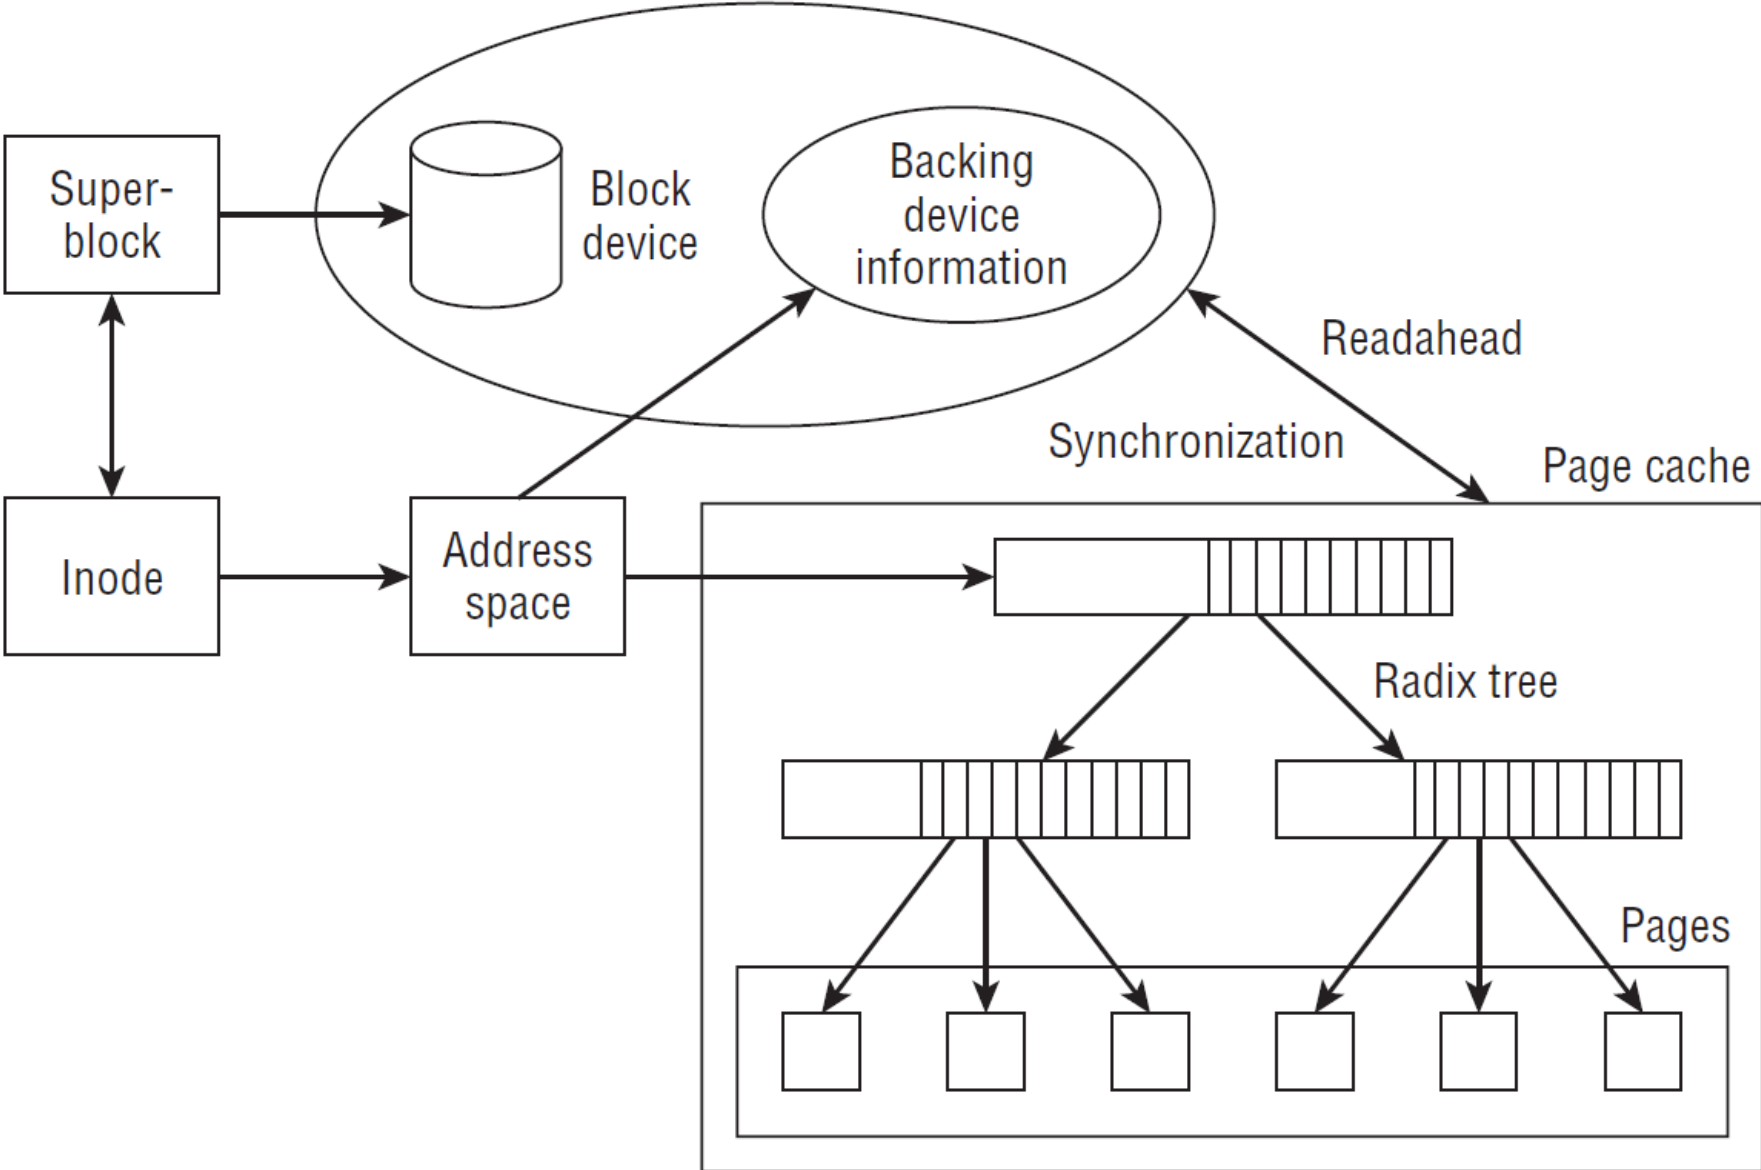 Super-
block
Block
device
Backing
device
information
Readahead
Synchronization
Page cache
Inode
Address
space
Radix tree
Pages